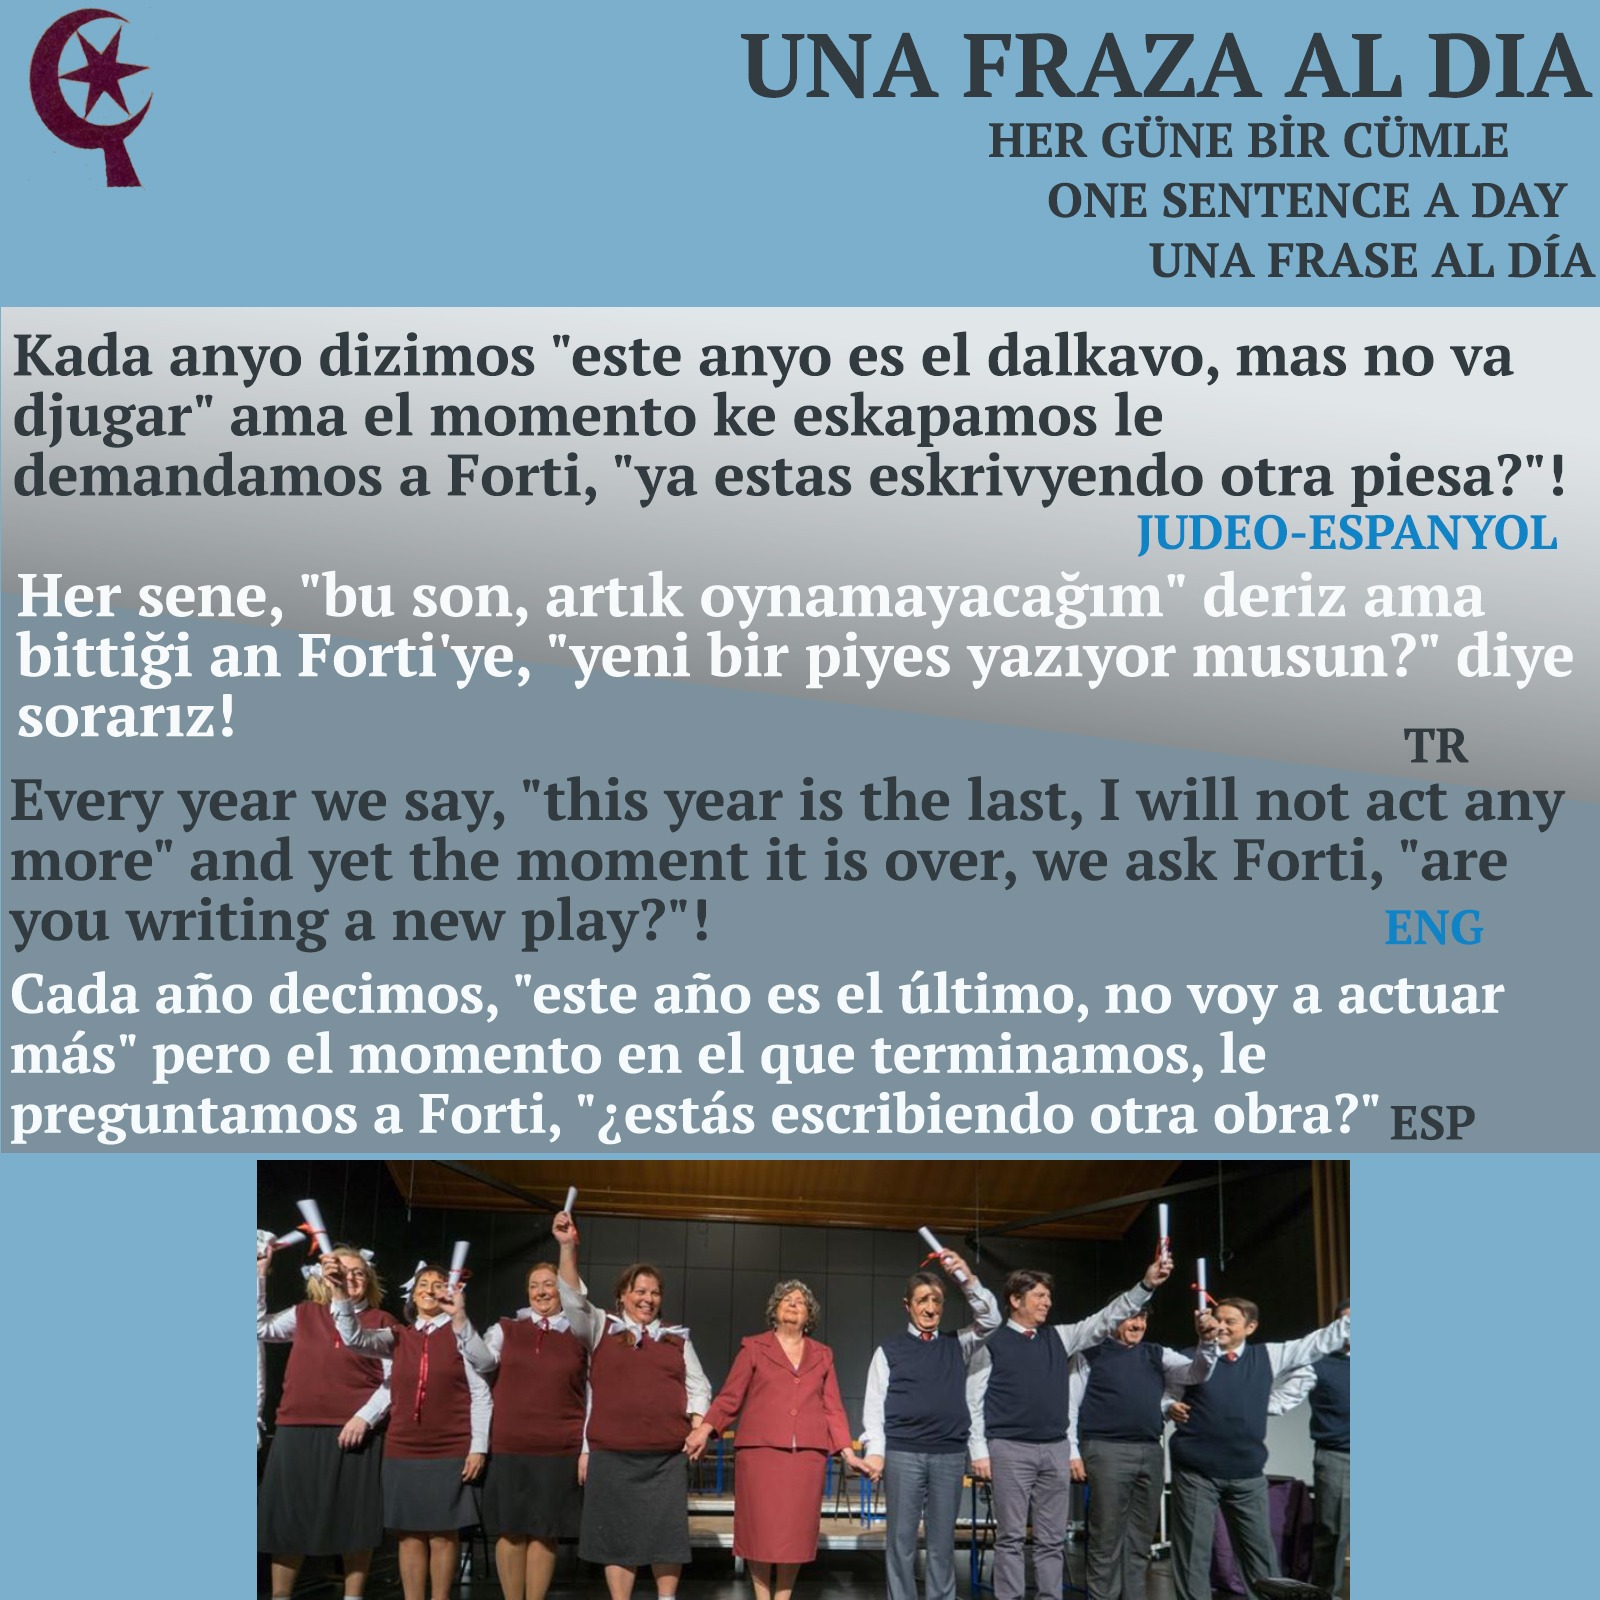 UNA FRAZA AL DIA
HER GÜNE BİR CÜMLE
ONE SENTENCE A DAY
UNA FRASE AL DÍA
Kada anyo dizimos "este anyo es el dalkavo, mas no va
djugar" ama el momento ke eskapamos le
demandamos a Forti, "ya estas eskrivyendo otra piesa?"!
JUDEO-ESPANYOL
Her sene, "bu son, artık oynamayacağım" deriz ama
bittiği an Forti'ye, "yeni bir piyes yazıyor musun?" diye
sorarız!
TR
Every year we say, "this year is the last, I will not act any
more" and yet the moment it is over, we ask Forti, "are
you writing a new play?"!
ENG
Cada año decimos, "este año es el último, no voy a actuar
más" pero el momento en el que terminamos, le
preguntamos a Forti, "¿estás escribiendo otra obra?"
ESP